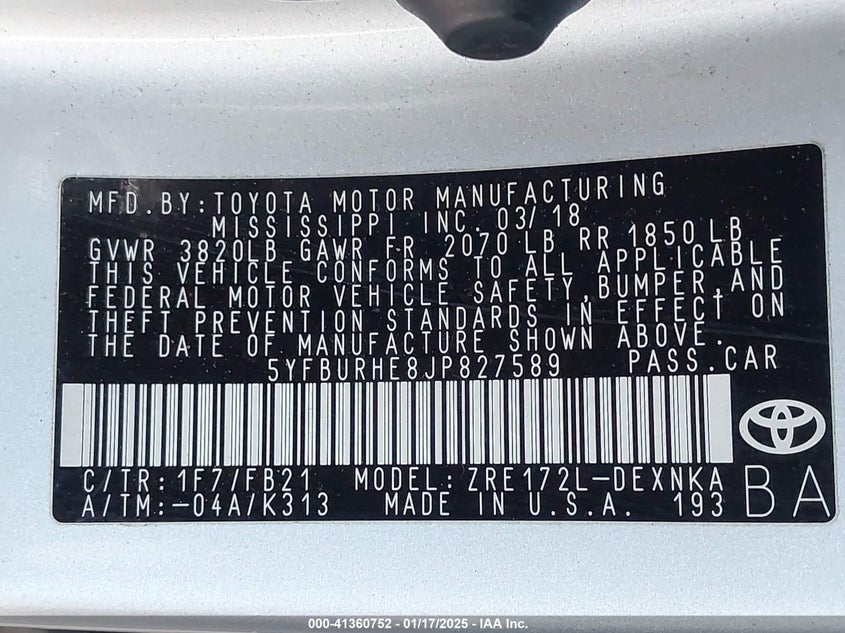 MFD.BY:TOYOTA MOTOR MANUFACTURING
MISSISSIPPI INC. 03/18
GVWR 3820LB GAWR FR 2070 LB RR 1850 LB
THIS VEHICLE CONFORMS TO ALL APPLICABLE
FEDERAL MOTOR VEHICLE SAFETY,BUMPER,AND
THEFT PREVENTION STANDARDS IN EFFECT ON
THE DATE OF MANUFACTURE SHOWN ABOVE.
5YFBURHE8JP827589 PASS.CAR
C/TR:1F7/FB21 MODEL:ZRE172L-DEXNKA
A/TM:-04A/K313 MADE IN U.S.A. 193
BA
000-41360752 - 01/17/2025 - IAA Inc.